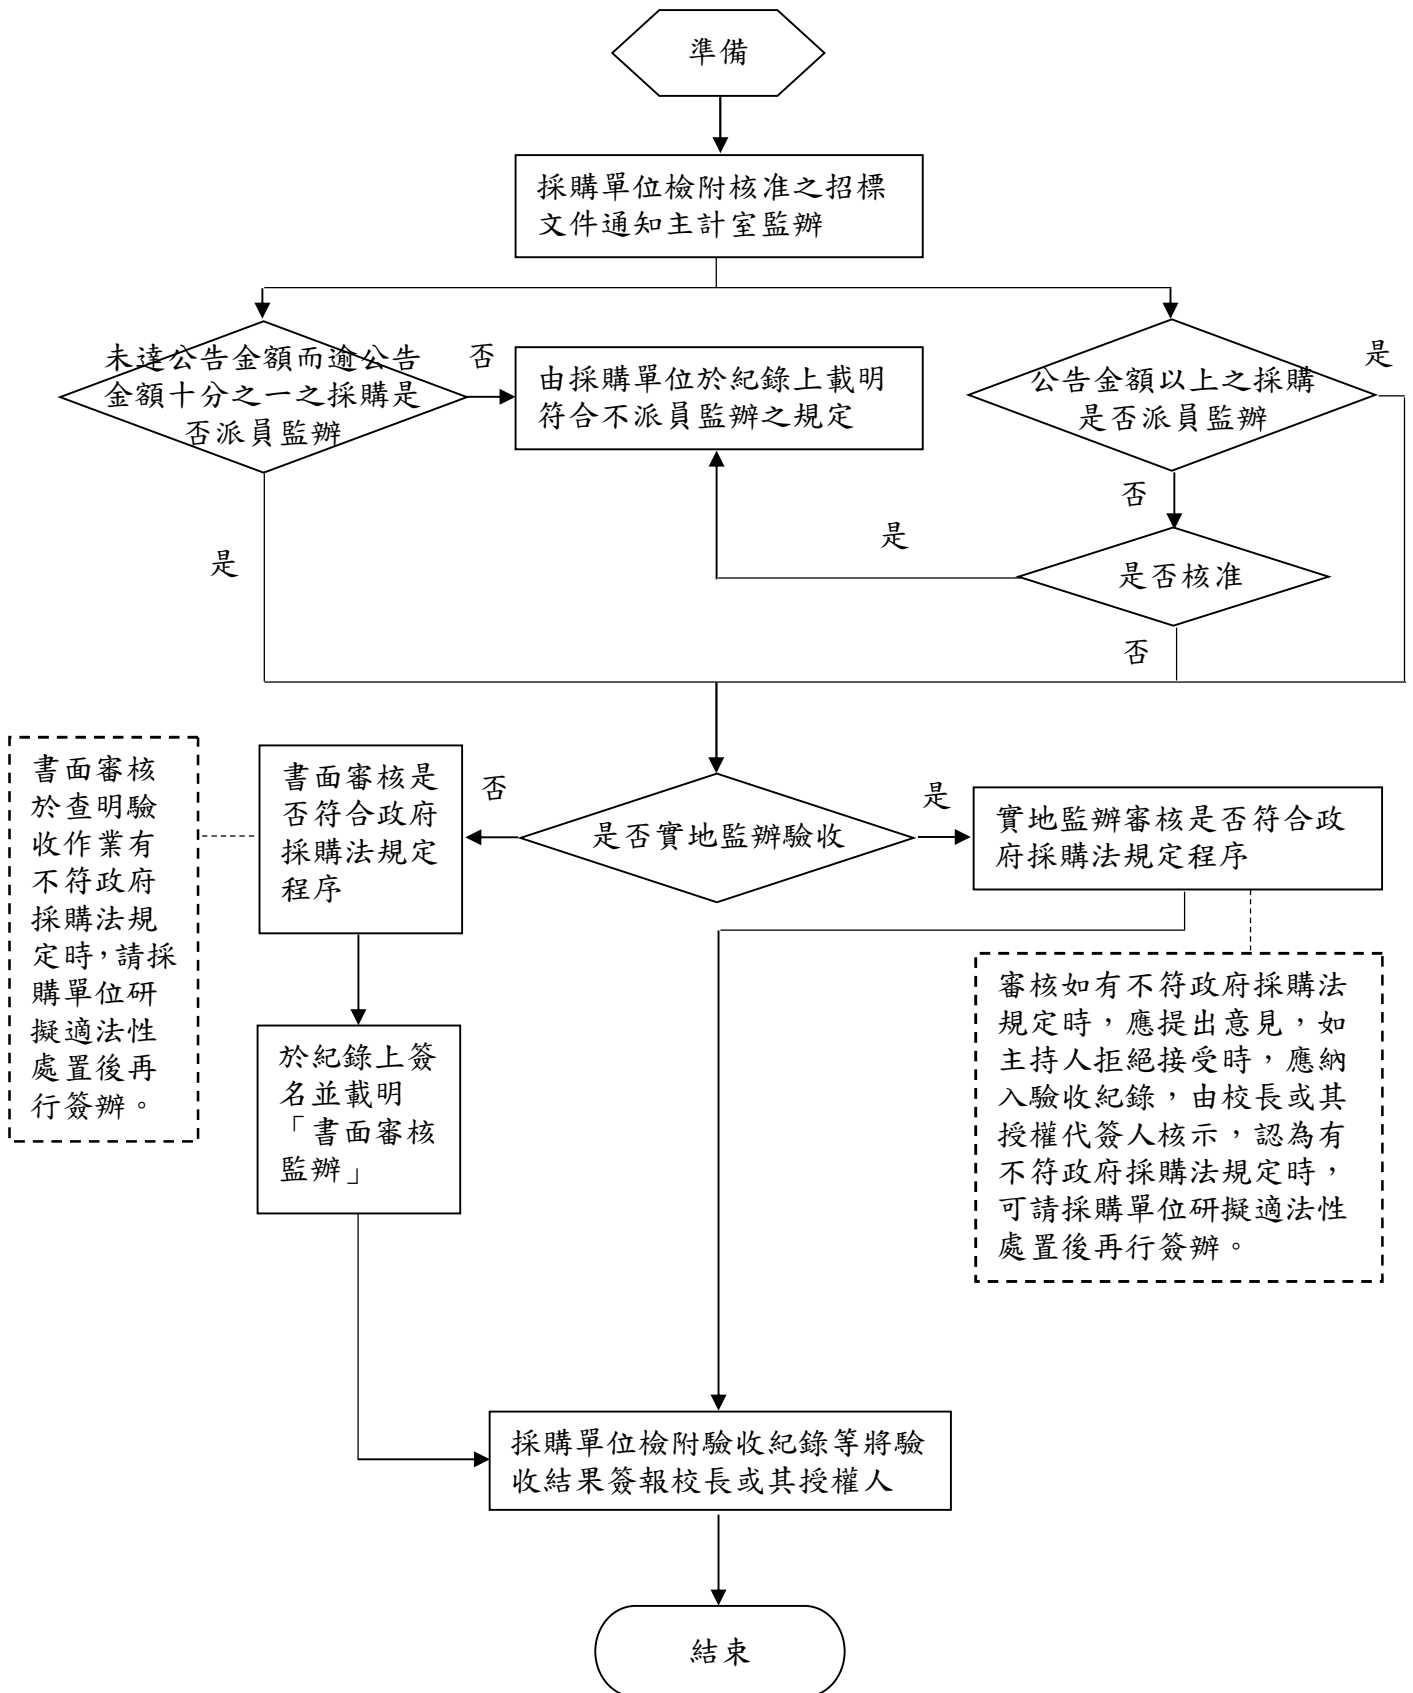 準備
採購單位檢附核准之招標
文件通知主計室監辦
未達公告金額而逾公告
金額十分之一之採購是
否派員監辦
否
由採購單位於紀錄上載明
符合不派員監辦之規定
公告金額以上之採購
是否派員監辦
是
否
是
是
是否核准
否
書面審核
於查明驗
收作業有
不符政府
採購法規
定時,請採
購單位研
擬適法性
處置後再
行簽辦。
書面審核是
否符合政府
採購法規定
程序
否
是否實地監辦驗收
是
實地監辦審核是否符合政
府採購法規定程序
於紀錄上簽
名並載明
「書面審核
監辦」
審核如有不符政府採購法
規定時,應提出意見,如
主持人拒絕接受時,應納
入驗收紀錄,由校長或其
授權代簽人核示,認為有
不符政府採購法規定時,
可請採購單位研擬適法性
處置後再行簽辦。
採購單位檢附驗收紀錄等將驗
收結果簽報校長或其授權人
結束